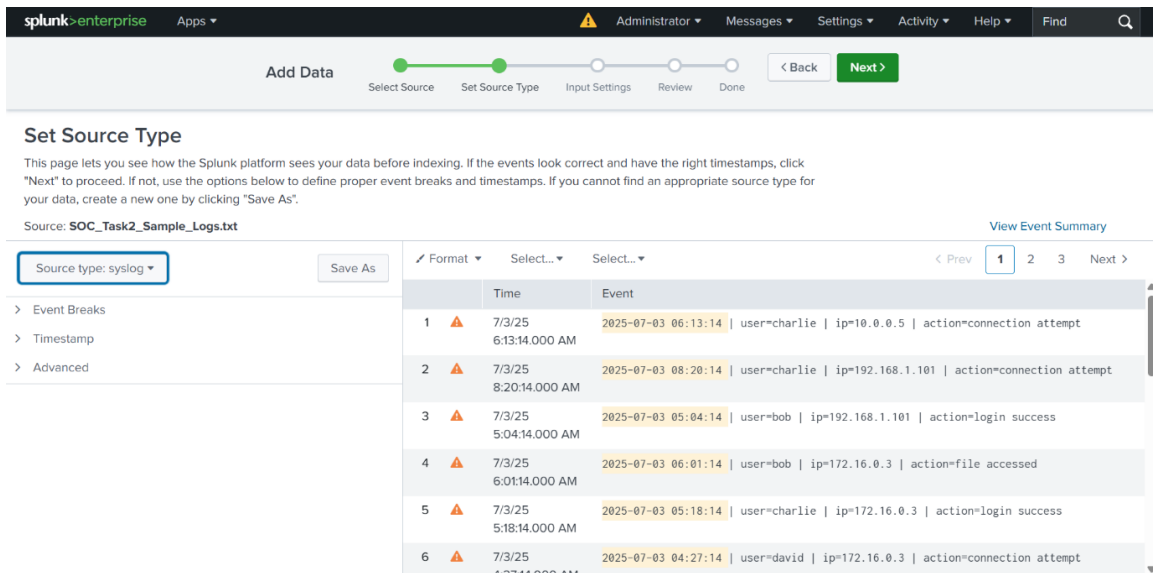 splunk>enterprise Apps Administrator Messages Settings Activity Help Find
Add Data
Select Source Set Source Type Input Settings Review Done
< Back Next >
Set Source Type
This page lets you see how the Splunk platform sees your data before indexing. If the events look correct and have the right timestamps, click
"Next" to proceed. If not, use the options below to define proper event breaks and timestamps. If you cannot find an appropriate source type for
your data, create a new one by clicking "Save As".
Source: SOC_Task2_Sample_Logs.txt
View Event Summary
Source type: syslog
Save As
> Event Breaks
> Timestamp
> Advanced
Format Select... Select... < Prev 1 2 3 Next >
Time Event
1 7/3/25 2025-07-03 06:13:14 | user=charlie | ip=10.0.0.5 | action=connection attempt
6:13:14.000 AM
2 7/3/25 2025-07-03 08:20:14 | user=charlie | ip=192.168.1.101 | action=connection attempt
8:20:14.000 AM
3 7/3/25 2025-07-03 05:04:14 | user=bob | ip=192.168.1.101 | action=login success
5:04:14.000 AM
4 7/3/25 2025-07-03 06:01:14 | user=bob | ip=172.16.0.3 | action=file accessed
6:01:14.000 AM
5 7/3/25 2025-07-03 05:18:14 | user=charlie | ip=172.16.0.3 | action=login success
5:18:14.000 AM
6 7/3/25 2025-07-03 04:27:14 | user=david | ip=172.16.0.3 | action=connection attempt
4:27:14.000 AM